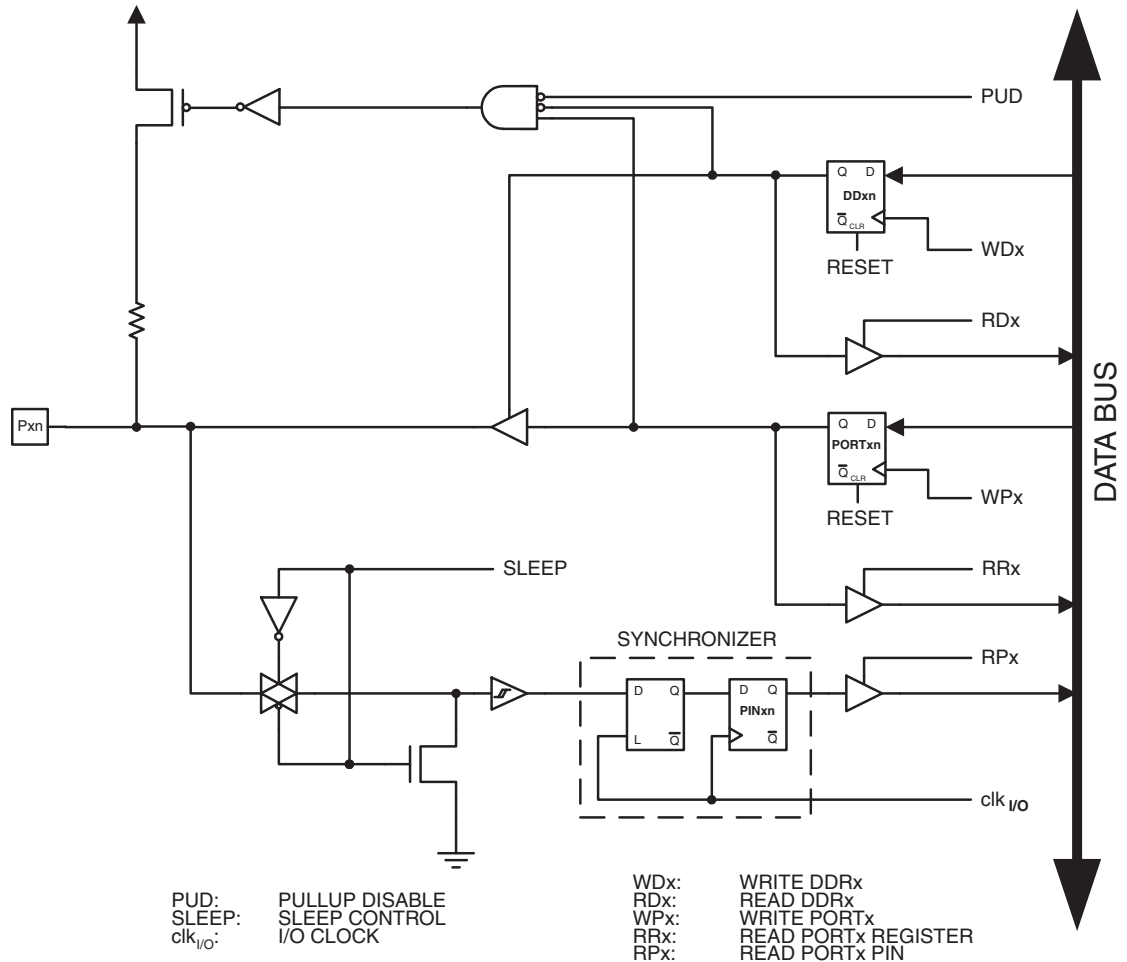 PUD
Q D
DDxn
Q CLR
WDx
RESET
RDx
Pxn
Q D
PORTxn
Q CLR
WPx
RESET
DATA BUS
SLEEP
RRx
SYNCHRONIZER
RPx
D Q
L Q
D Q
PINxn
Q
clk I/O
PUD: PULLUP DISABLE
SLEEP: SLEEP CONTROL
clkI/O: I/O CLOCK
WDx: WRITE DDRx
RDx: READ DDRx
WPx: WRITE PORTx
RRx: READ PORTx REGISTER
RPx: READ PORTx PIN